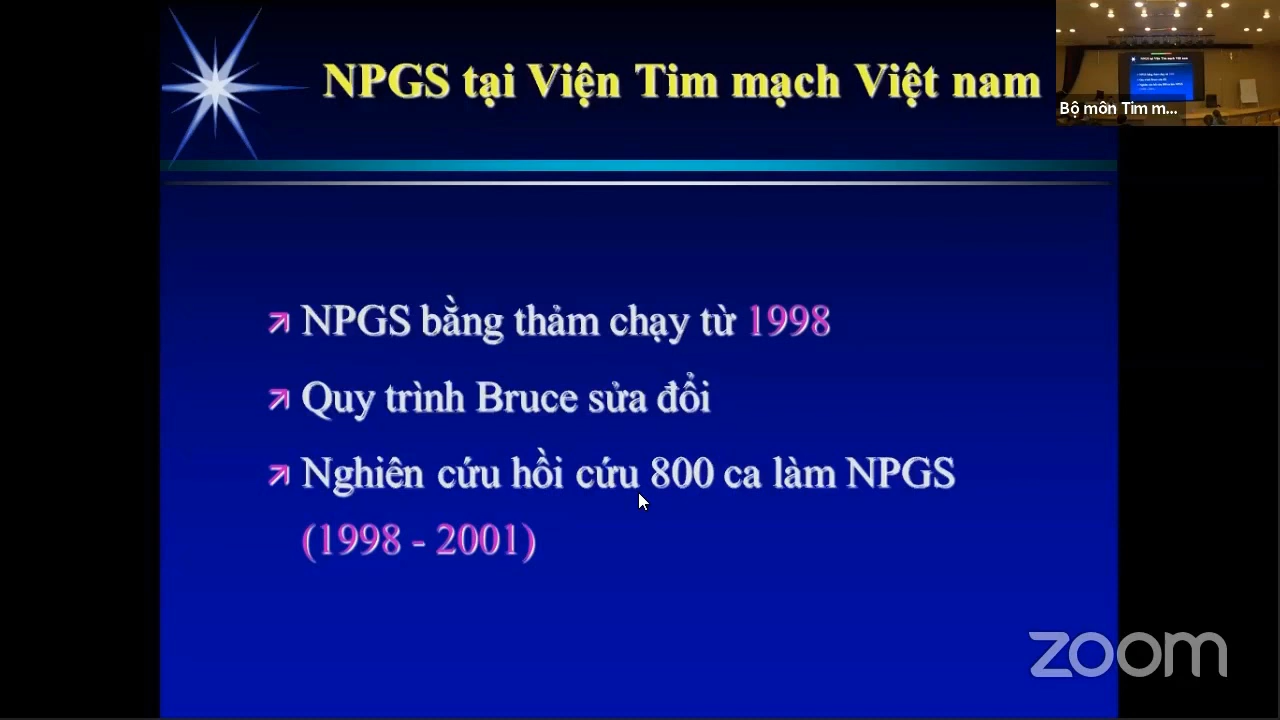 NPGS tại Viện Tim mạch Việt nam
Bộ môn Tim m...
NPGS bằng thảm chạy từ 1998
Quy trình Bruce sửa đổi
Nghiên cứu hồi cứu 800 ca làm NPGS
(1998 - 2001)
zoom